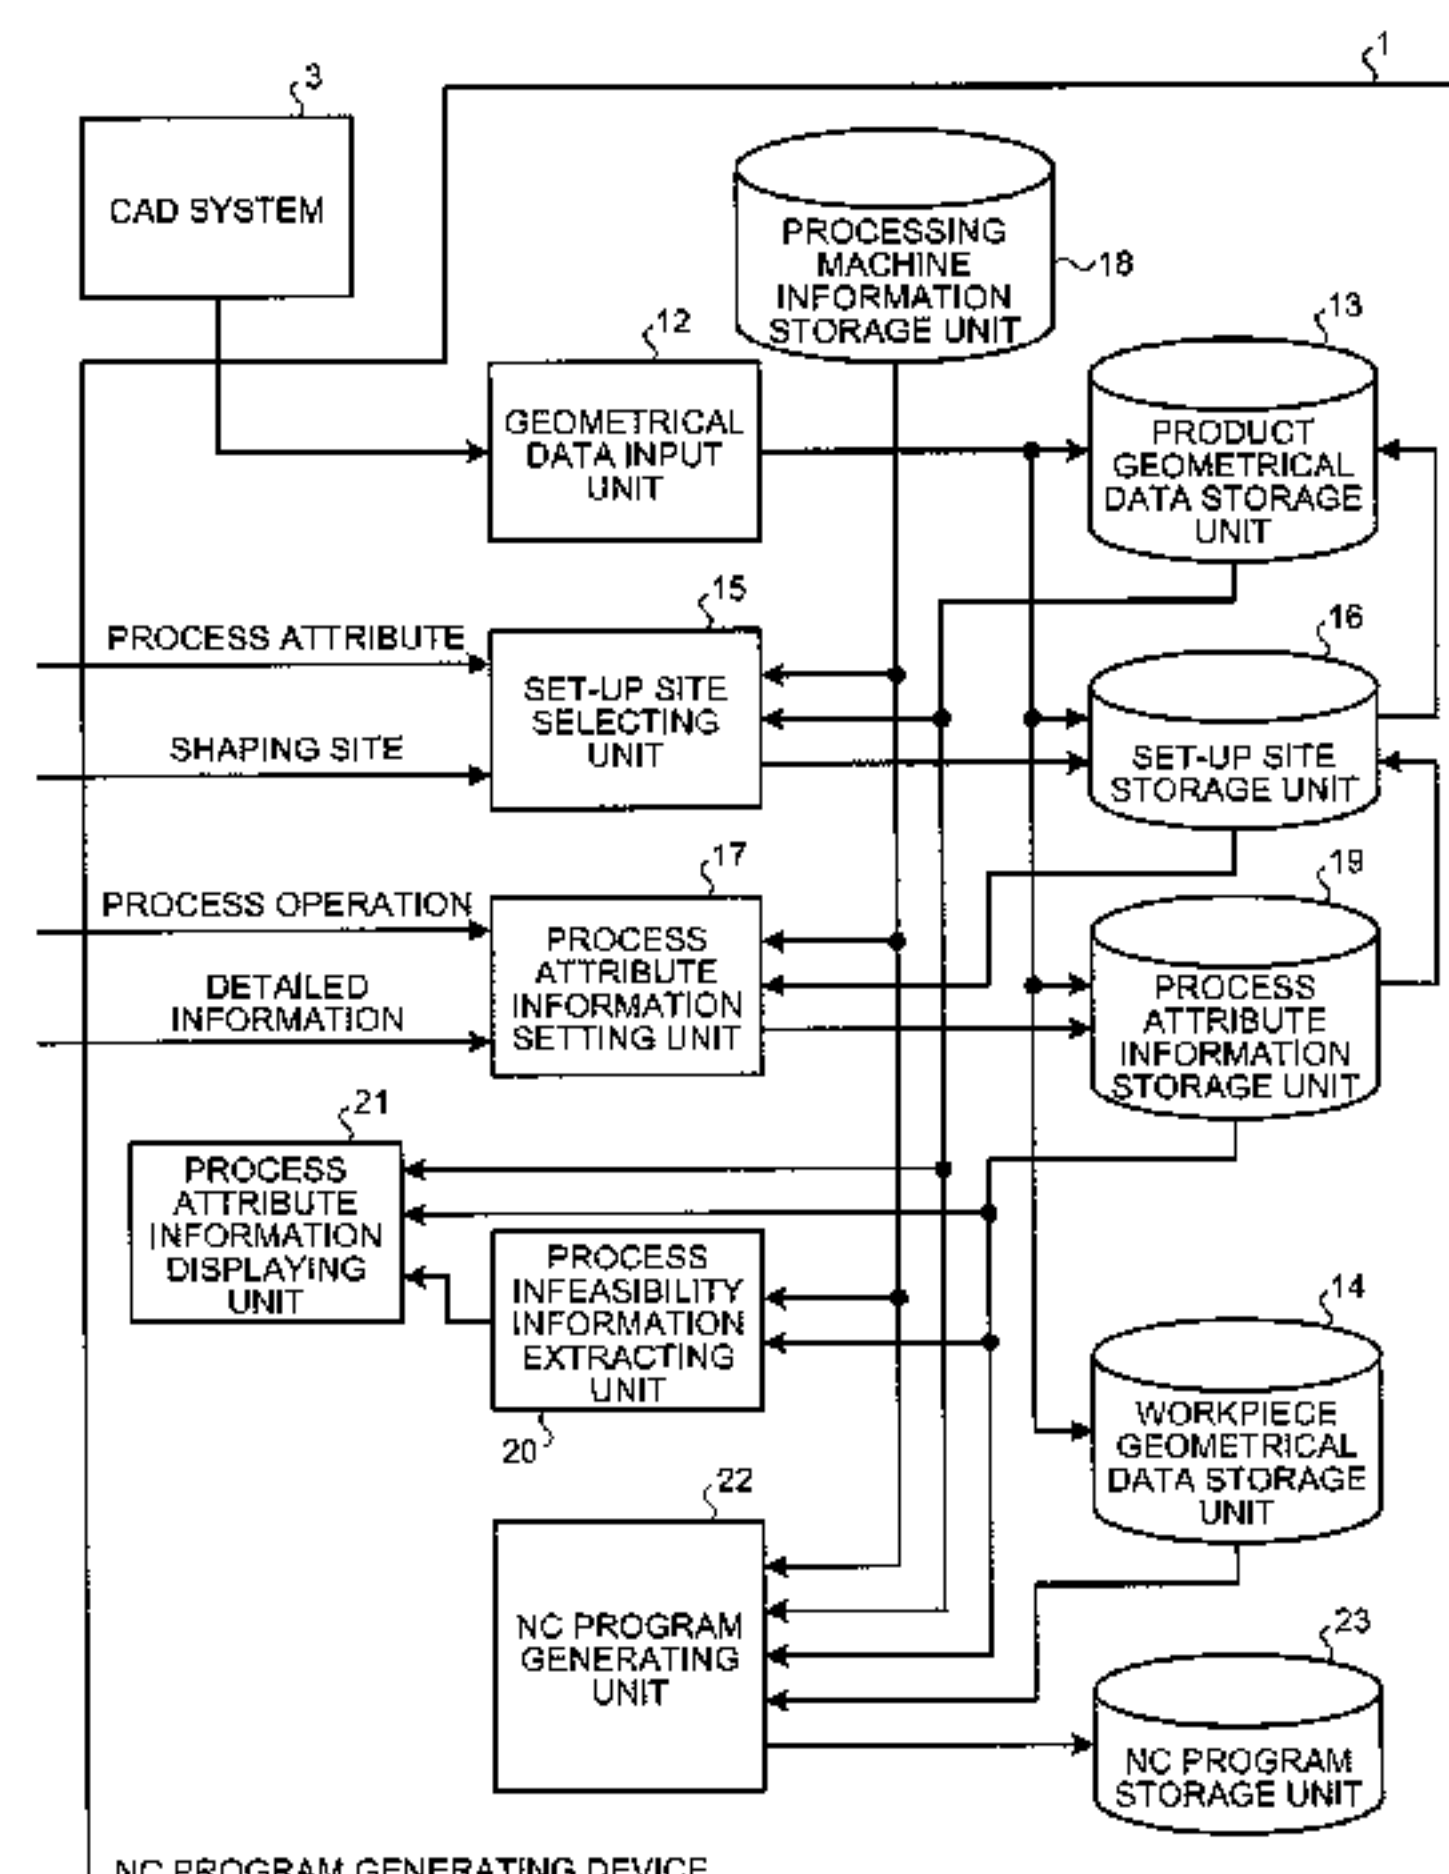 1
3
CAD SYSTEM
PROCESSING
MACHINE
INFORMATION
STORAGE UNIT
18
12
GEOMETRICAL
DATA INPUT
UNIT
13
PRODUCT
GEOMETRICAL
DATA STORAGE
UNIT
PROCESS ATTRIBUTE
SHAPING SITE
15
SET-UP SITE
SELECTING
UNIT
16
SET-UP SITE
STORAGE UNIT
PROCESS OPERATION
DETAILED
INFORMATION
17
PROCESS
ATTRIBUTE
INFORMATION
SETTING UNIT
19
PROCESS
ATTRIBUTE
INFORMATION
STORAGE UNIT
21
PROCESS
ATTRIBUTE
INFORMATION
DISPLAYING
UNIT
PROCESS
INFEASIBILITY
INFORMATION
EXTRACTING
UNIT
20
14
WORKPIECE
GEOMETRICAL
DATA STORAGE
UNIT
22
NC PROGRAM
GENERATING
UNIT
23
NC PROGRAM
STORAGE UNIT
NC PROGRAM GENERATING DEVICE